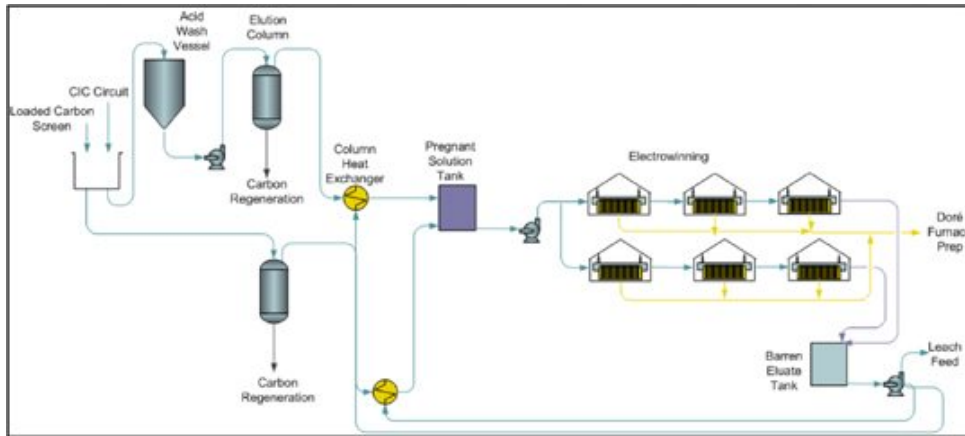 Acid
Wash
Vessel
Elution
Column
CIC Circuit
Loaded Carbon
Screen
Carbon
Regeneration
Column
Heat
Exchanger
Pregnant
Solution
Tank
Electrowinning
Doré
Furnac
Prep
Carbon
Regeneration
Barren
Eluate
Tank
Leach
Feed